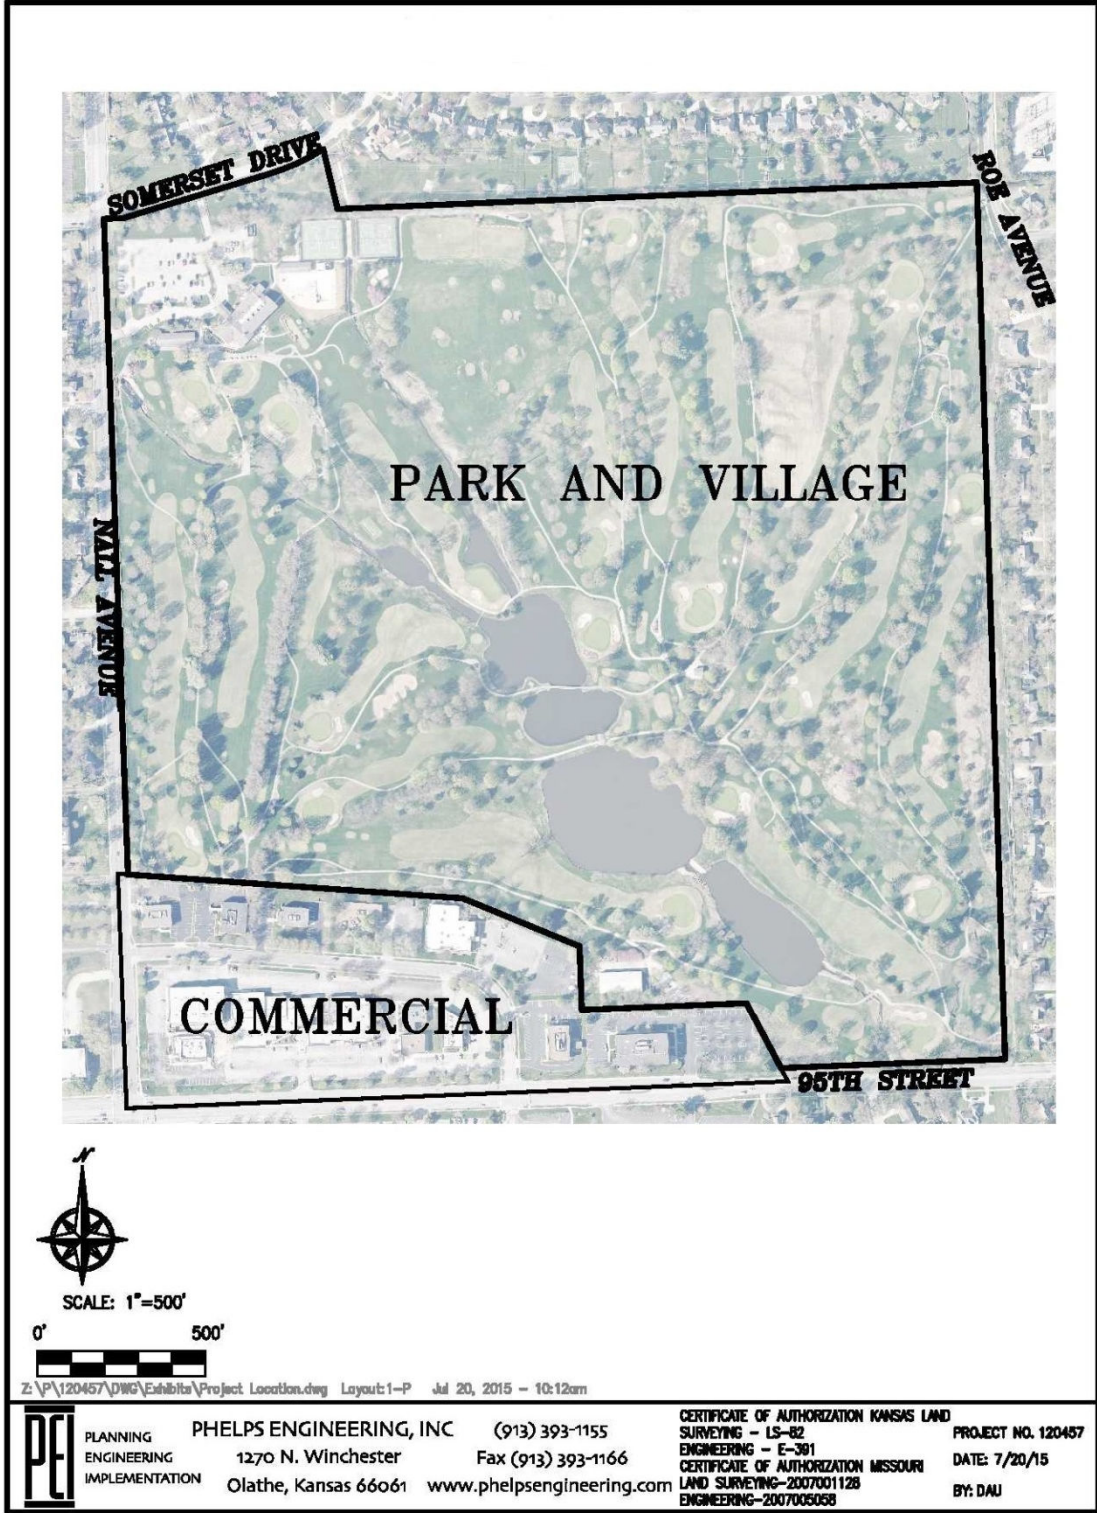 SOMERSET DRIVE
ROE AVENUE
PARK AND VILLAGE
NALL AVENUE
COMMERCIAL
95TH STREET
N
SCALE: 1"=500'
0' 500'
Z:\P\120457\DWG\Exhibits\Project Location.dwg Layout:1-P Jul 20, 2015 - 10:12am
PEI
PLANNING
ENGINEERING
IMPLEMENTATION
PHELPS ENGINEERING, INC
1270 N. Winchester
Olathe, Kansas 66061
(913) 393-1155
Fax (913) 393-1166
www.phelpsengineering.com
CERTIFICATE OF AUTHORIZATION KANSAS LAND
SURVEYING - LS-82
ENGINEERING - E-391
CERTIFICATE OF AUTHORIZATION MISSOURI
LAND SURVEYING-2007001128
ENGINEERING-2007005058
PROJECT NO. 120457
DATE: 7/20/15
BY: DAU